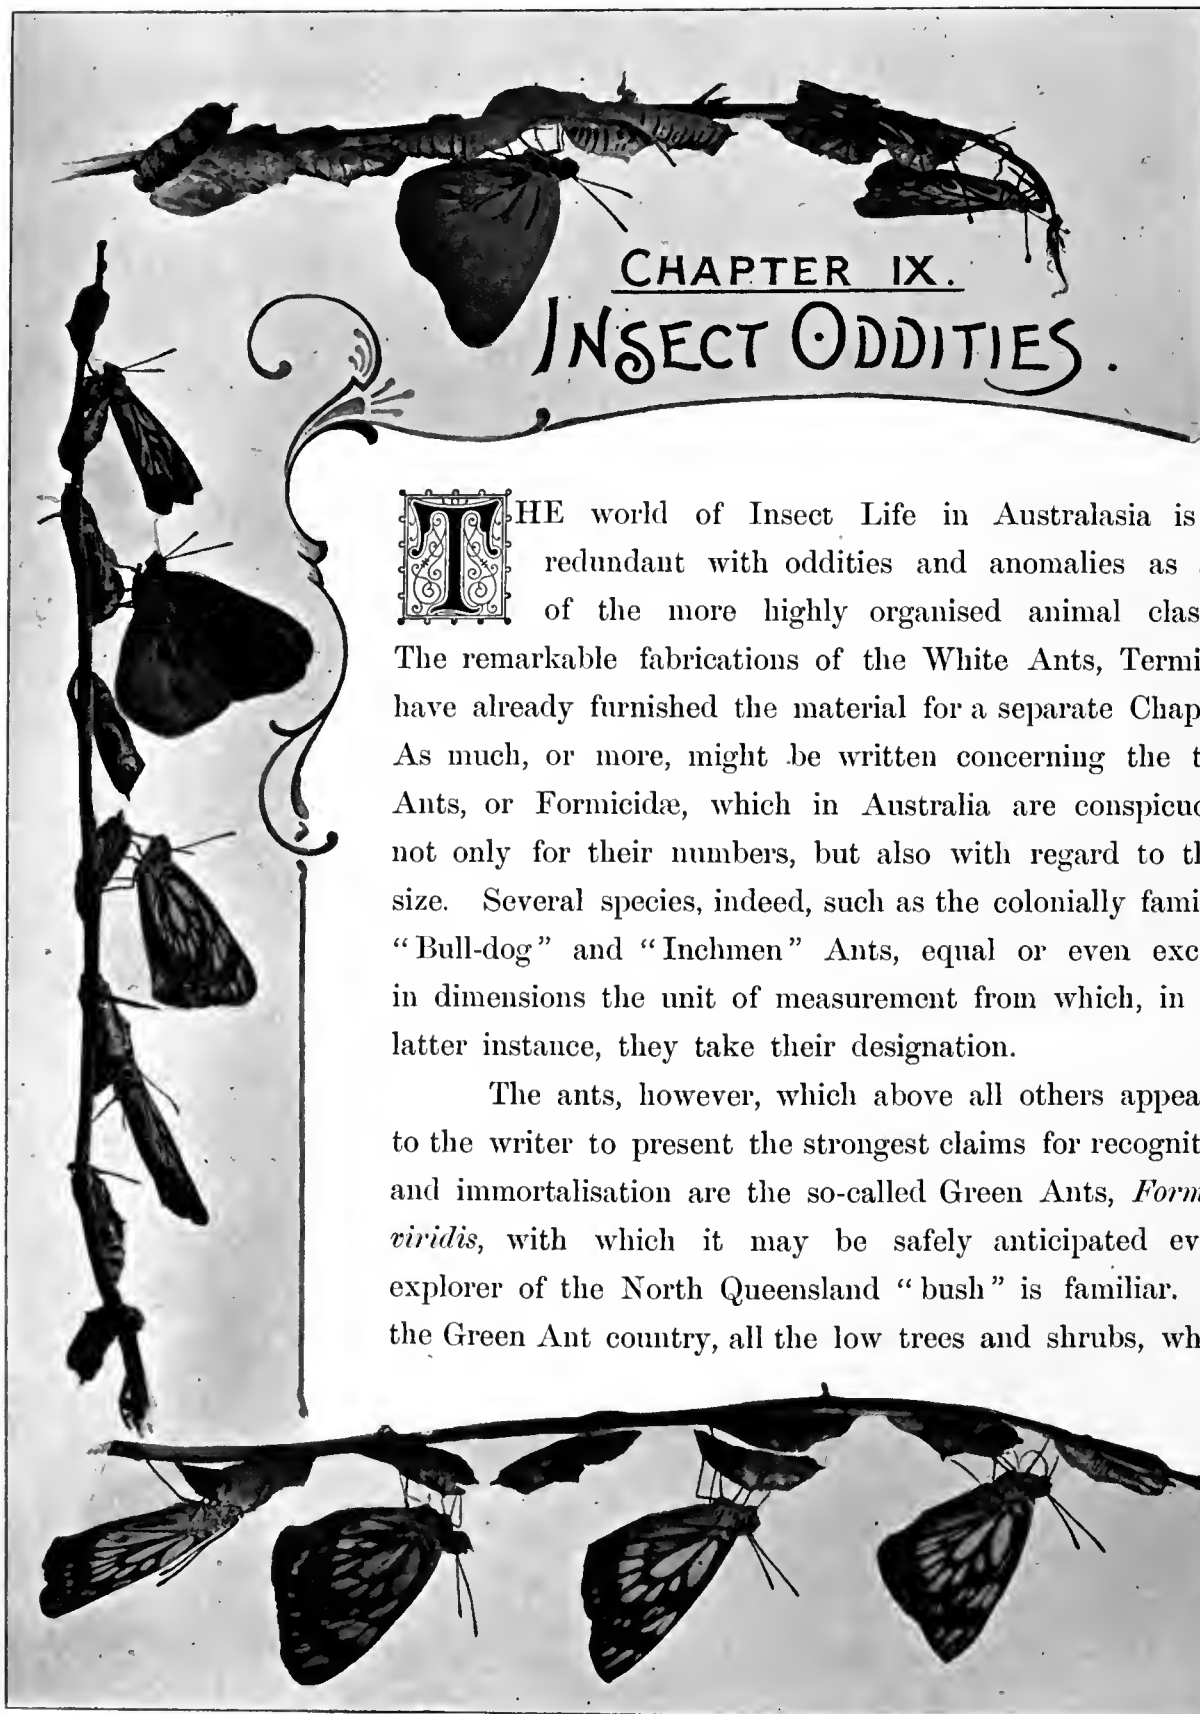 CHAPTER IX.
INSECT ODDITIES.
THE world of Insect Life in Australasia is
redundant with oddities and anomalies as
of the more highly organised animal clas
The remarkable fabrications of the White Ants, Termi
have already furnished the material for a separate Chap
As much, or more, might be written concerning the t
Ants, or Formicidæ, which in Australia are conspicuo
not only for their numbers, but also with regard to th
size. Several species, indeed, such as the colonially fami
“Bull-dog” and “Inchmen” Ants, equal or even exc
in dimensions the unit of measurement from which, in
latter instance, they take their designation.
The ants, however, which above all others appea
to the writer to present the strongest claims for recognit
and immortalisation are the so-called Green Ants, Form
viridis, with which it may be safely anticipated ev
explorer of the North Queensland “bush” is familiar.
the Green Ant country, all the low trees and shrubs, wh